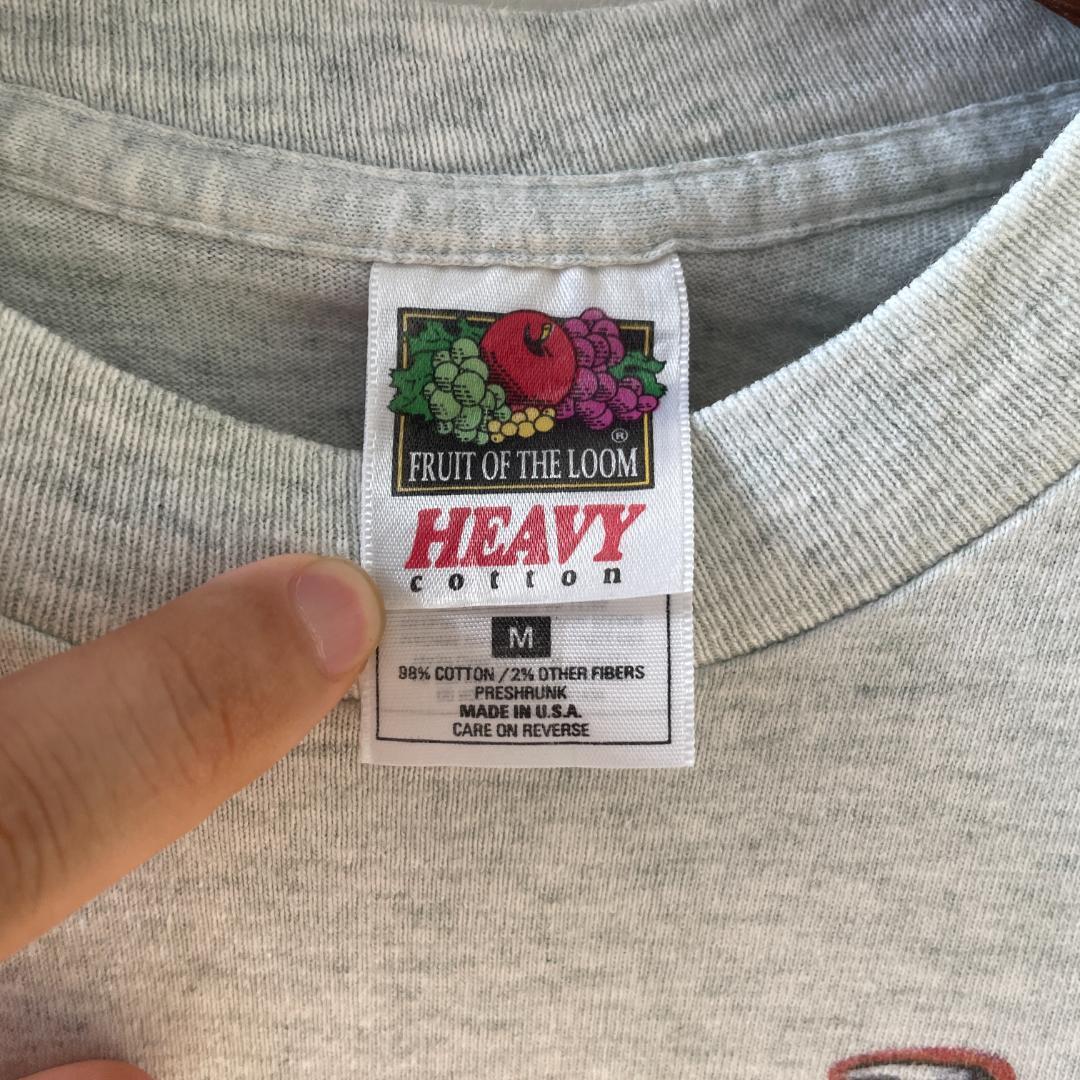 ®
FRUIT OF THE LOOM
HEAVY
cotton
M
98% COTTON / 2% OTHER FIBERS
PRESHRUNK
MADE IN U.S.A.
CARE ON REVERSE